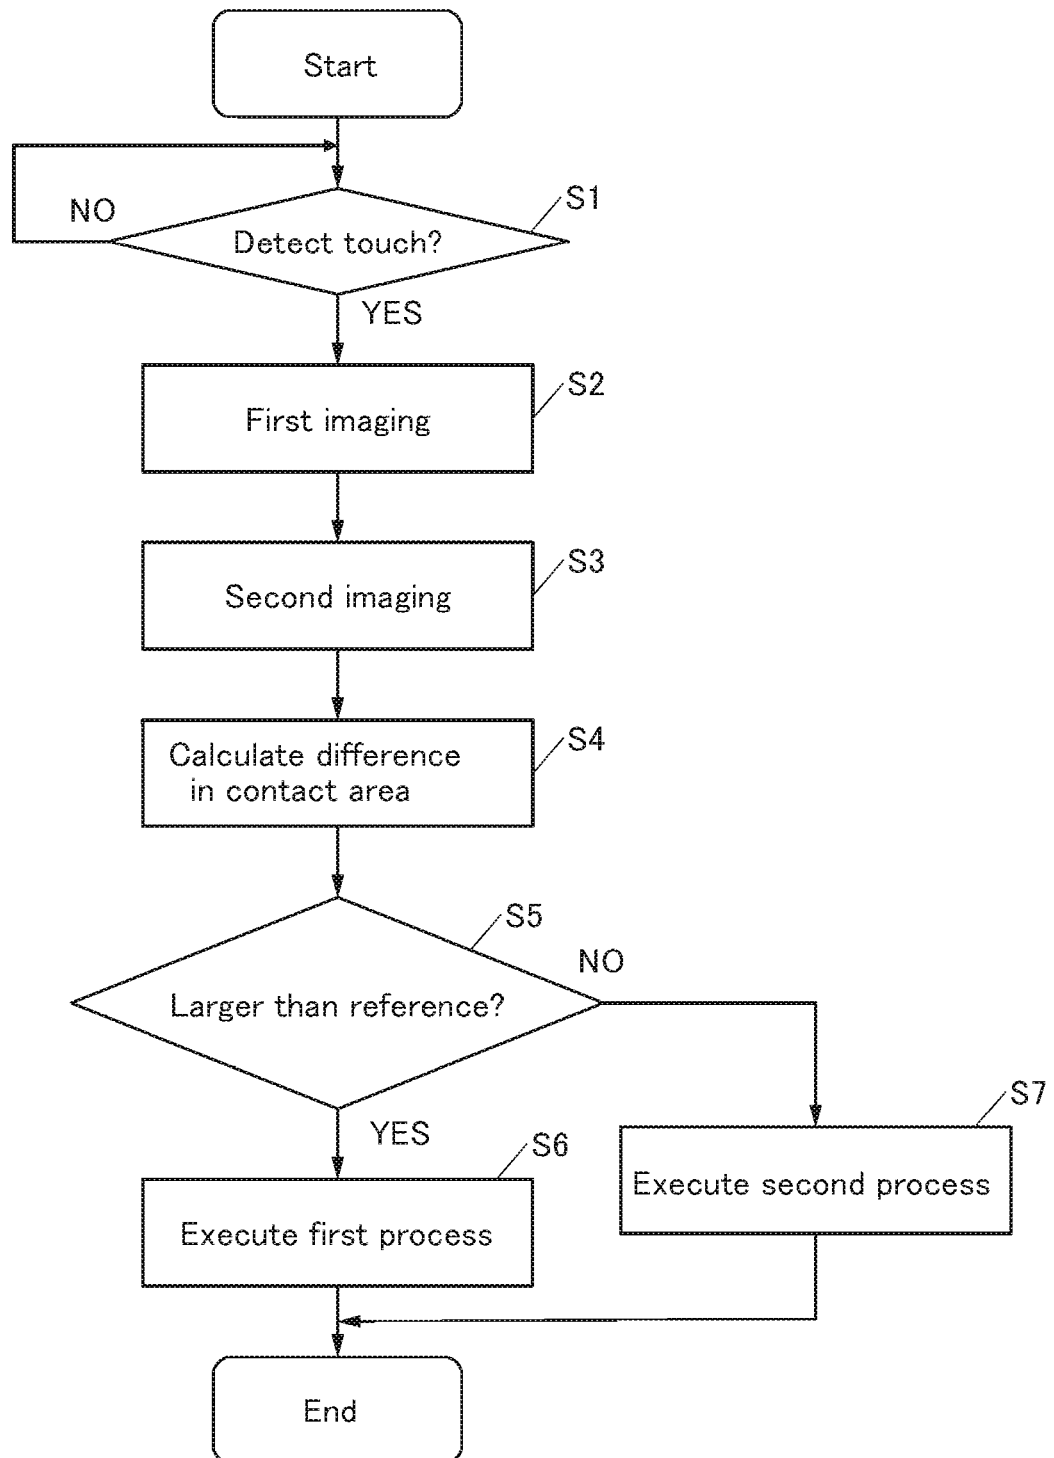 Start
S1
NO
Detect touch?
YES
S2
First imaging
S3
Second imaging
S4
Calculate difference
in contact area
S5
NO
Larger than reference?
S7
YES
S6
Execute second process
Execute first process
End